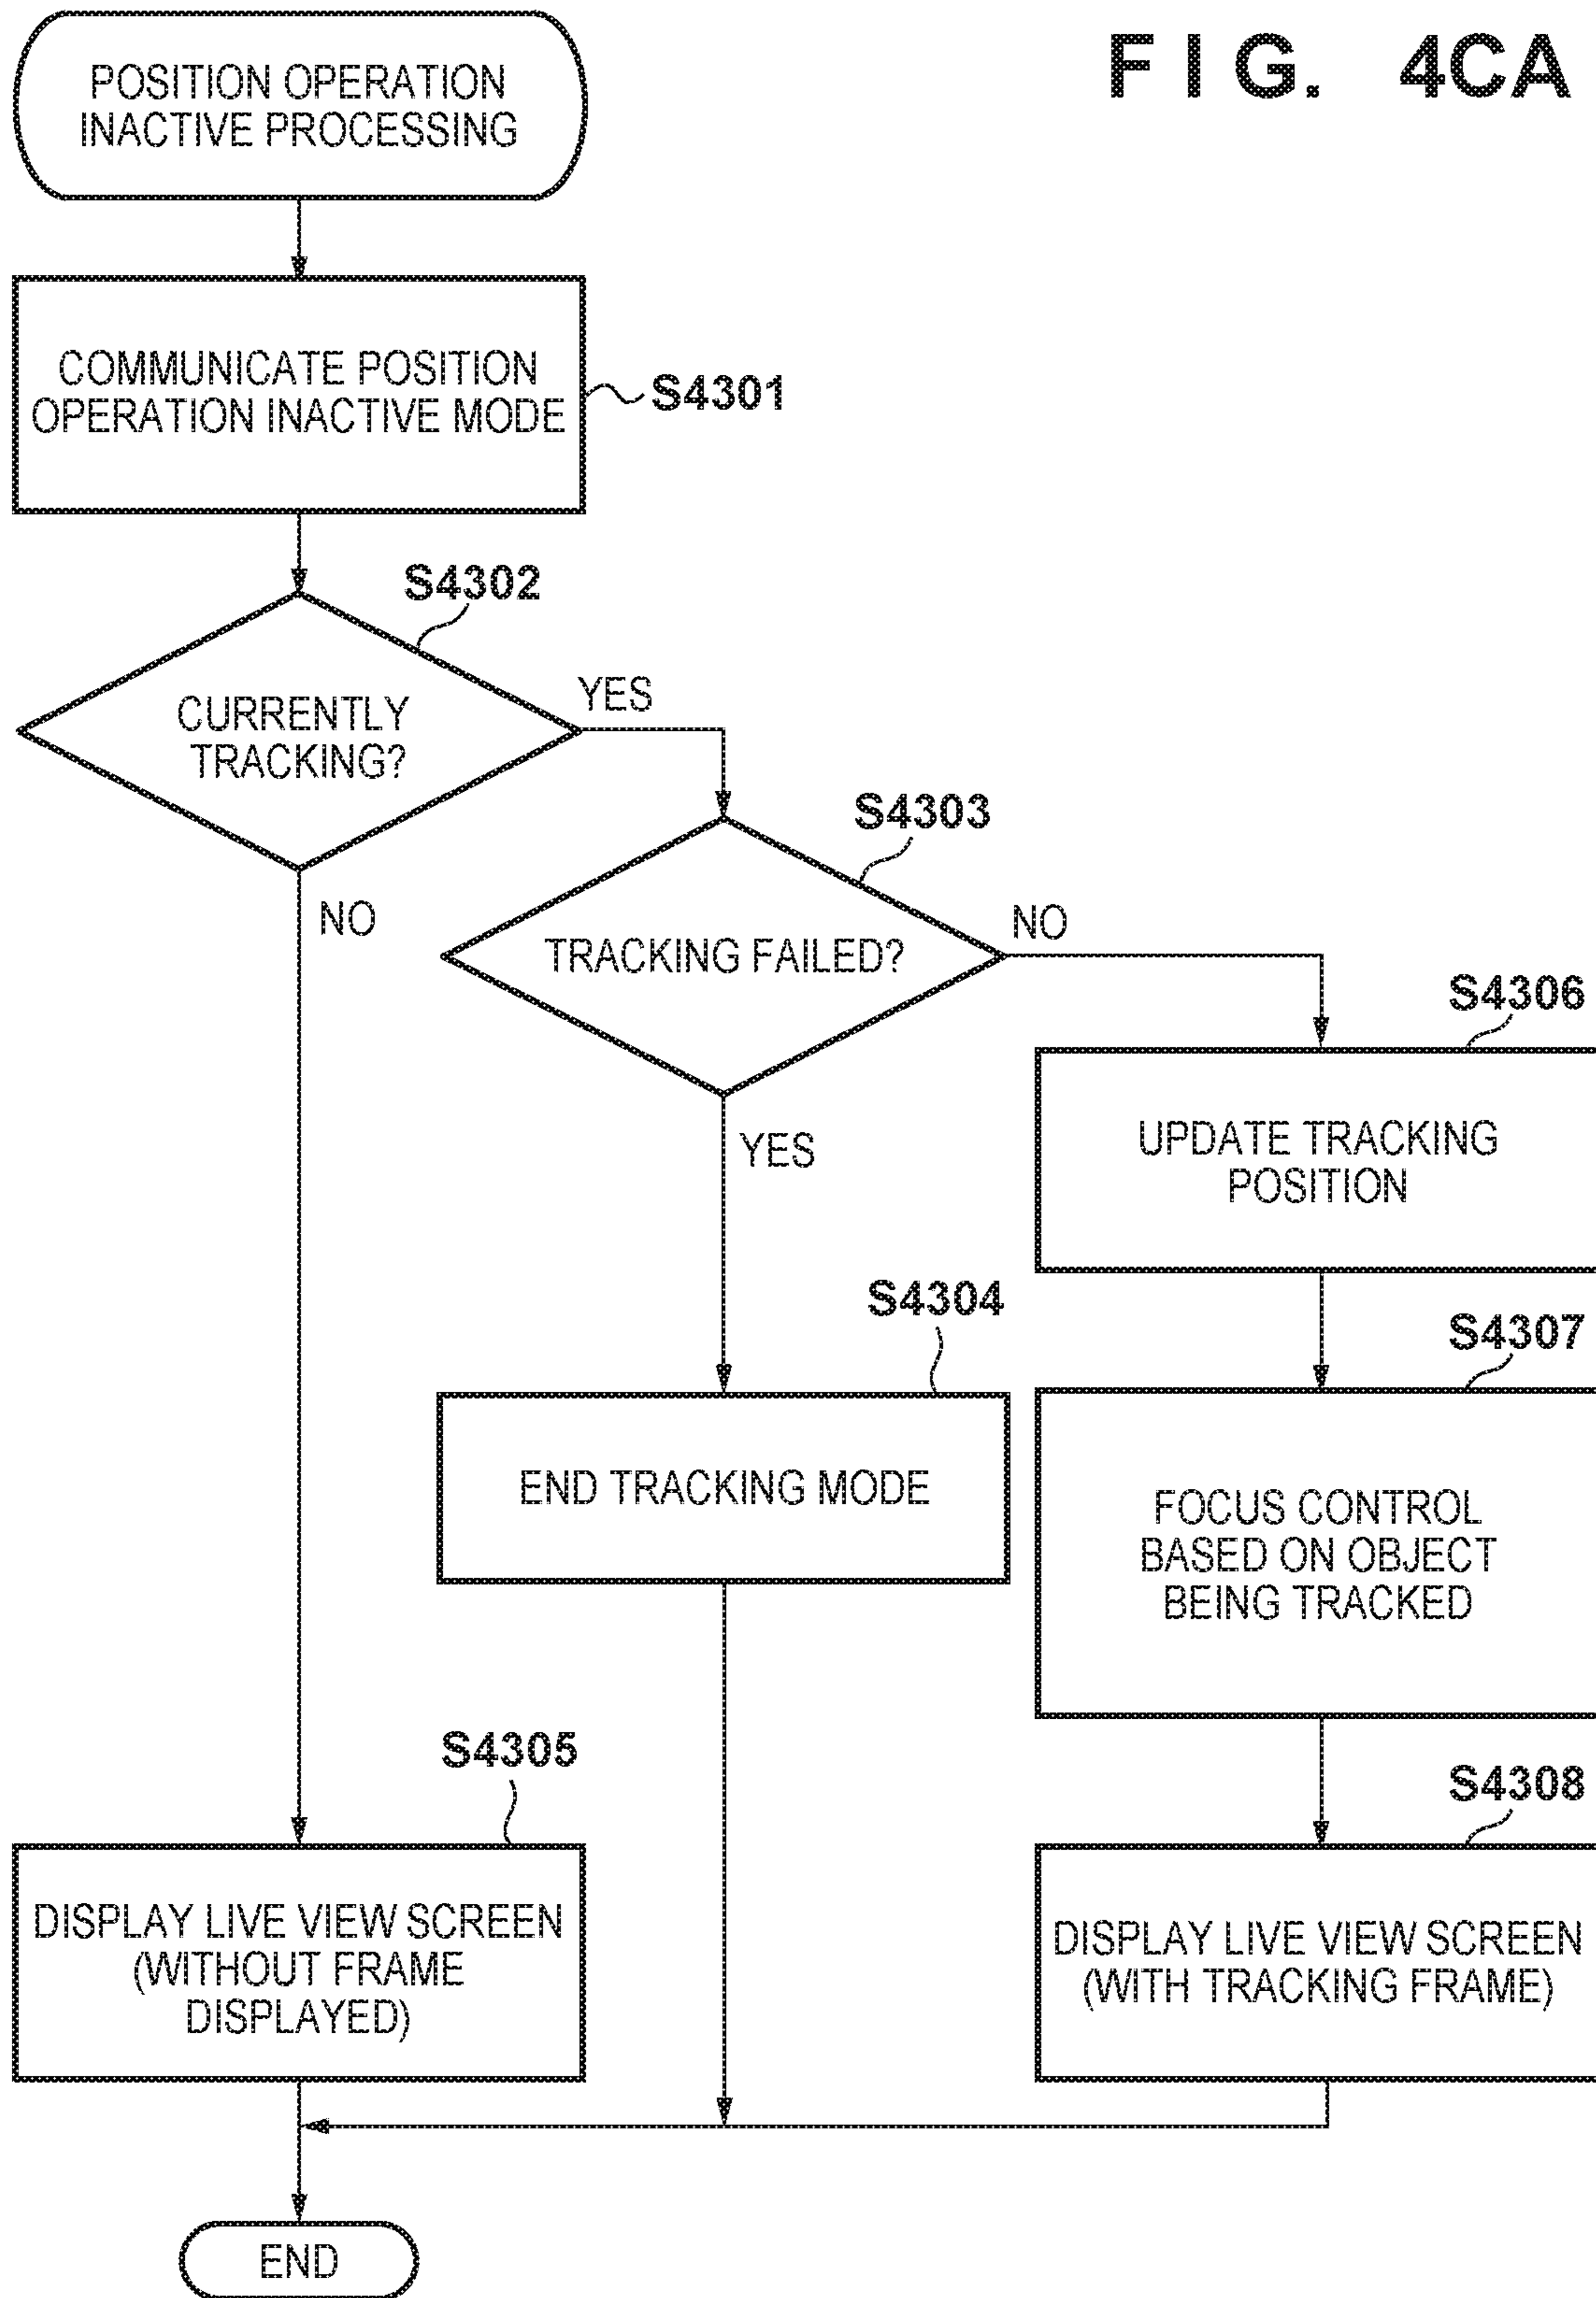 FIG. 4CA
POSITION OPERATION
INACTIVE PROCESSING
COMMUNICATE POSITION
OPERATION INACTIVE MODE
S4301
S4302
CURRENTLY
TRACKING?
YES
NO
S4303
TRACKING FAILED?
NO
YES
S4306
UPDATE TRACKING
POSITION
S4304
END TRACKING MODE
S4307
FOCUS CONTROL
BASED ON OBJECT
BEING TRACKED
S4305
DISPLAY LIVE VIEW SCREEN
(WITHOUT FRAME
DISPLAYED)
S4308
DISPLAY LIVE VIEW SCREEN
(WITH TRACKING FRAME)
END